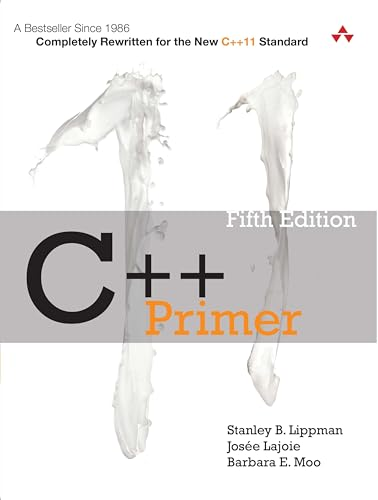 A Bestseller Since 1986
Completely Rewritten for the New C++11 Standard
Fifth Edition
C++
Primer
Stanley B. Lippman
Josée Lajoie
Barbara E. Moo